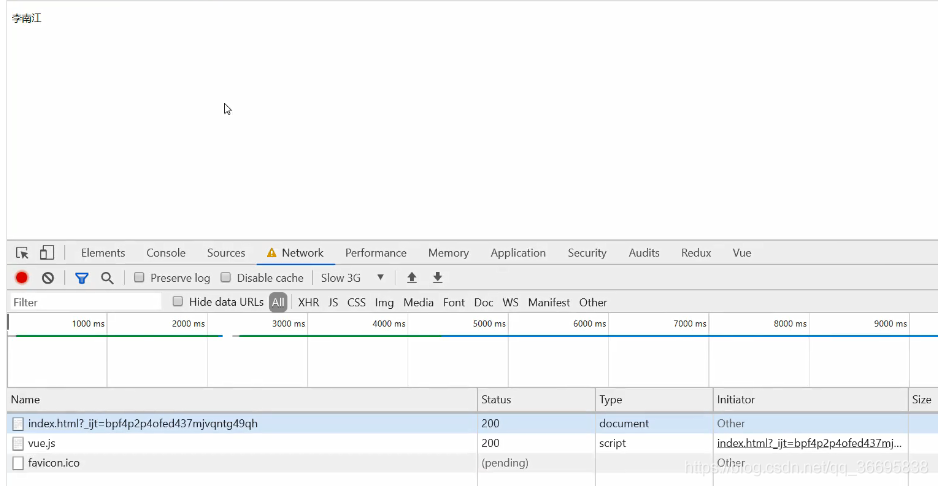 李南江
Elements Console Sources Network Performance Memory Application Security Audits Redux Vue
Preserve log Disable cache Slow 3G
Filter Hide data URLs All XHR JS CSS Img Media Font Doc WS Manifest Other
1000 ms 2000 ms 3000 ms 4000 ms 5000 ms 6000 ms 7000 ms 8000 ms 9000 ms
Name Status Type Initiator Size
index.html?_ijt=bpf4p2p4ofed437mjvqntg49qh 200 document Other
vue.js 200 script index.html?_ijt=bpf4p2p4ofed437mj...
favicon.ico (pending) Other
https://blog.csdn.net/qq_36695838